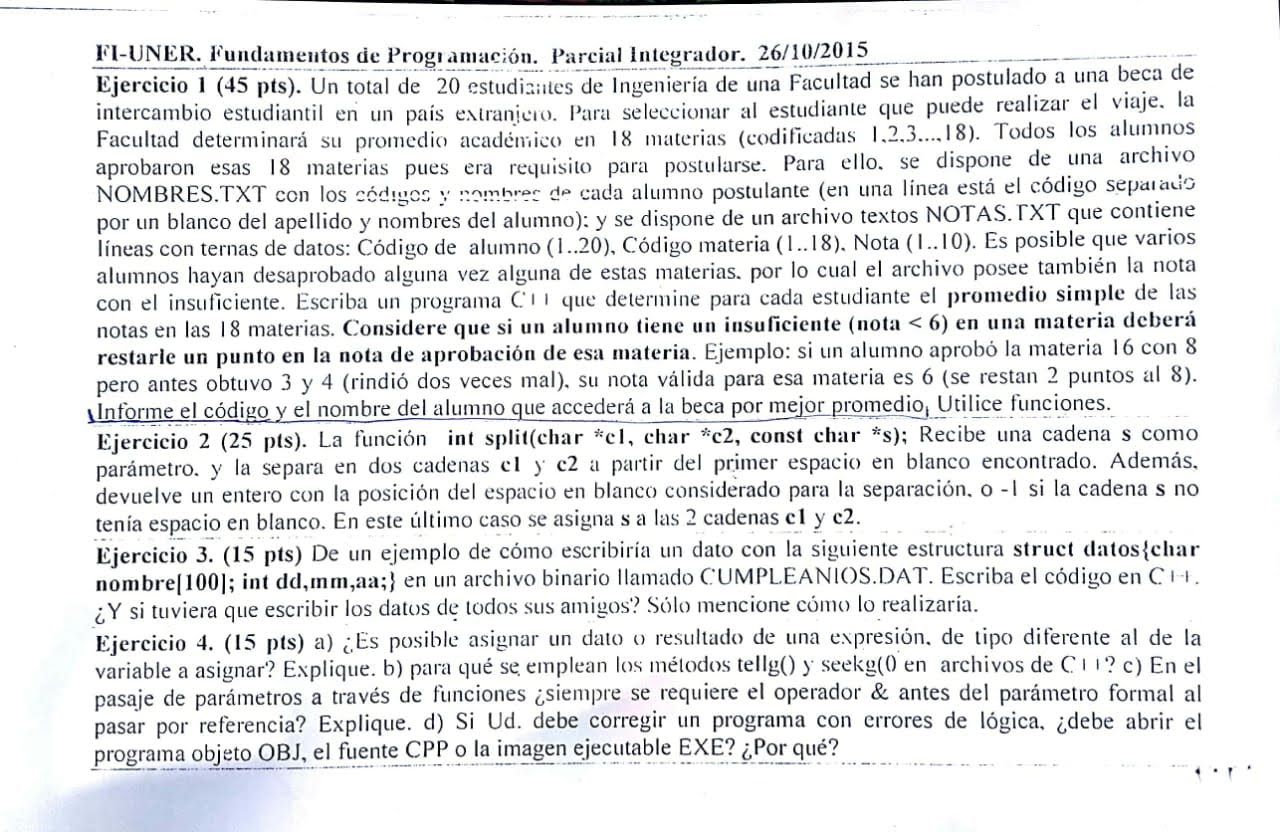 FI-UNER. Fundamentos de Programación. Parcial Integrador. 26/10/2015
Ejercicio 1 (45 pts). Un total de 20 estudiantes de Ingeniería de una Facultad se han postulado a una beca de
intercambio estudiantil en un país extranjero. Para seleccionar al estudiante que puede realizar el viaje, la
Facultad determinará su promedio académico en 18 materias (codificadas 1,2,3...,18). Todos los alumnos
aprobaron esas 18 materias pues era requisito para postularse. Para ello, se dispone de una archivo
NOMBRES.TXT con los códigos y nombres de cada alumno postulante (en una línea está el código separado
por un blanco del apellido y nombres del alumno); y se dispone de un archivo textos NOTAS.TXT que contiene
líneas con ternas de datos: Código de alumno (1..20), Código materia (1..18), Nota (1..10). Es posible que varios
alumnos hayan desaprobado alguna vez alguna de estas materias, por lo cual el archivo posee también la nota
con el insuficiente. Escriba un programa C++ que determine para cada estudiante el promedio simple de las
notas en las 18 materias. Considere que si un alumno tiene un insuficiente (nota < 6) en una materia deberá
restarle un punto en la nota de aprobación de esa materia. Ejemplo: si un alumno aprobó la materia 16 con 8
pero antes obtuvo 3 y 4 (rindió dos veces mal), su nota válida para esa materia es 6 (se restan 2 puntos al 8).
Informe el código y el nombre del alumno que accederá a la beca por mejor promedio. Utilice funciones.
Ejercicio 2 (25 pts). La función int split(char *c1, char *c2, const char *s); Recibe una cadena s como
parámetro, y la separa en dos cadenas c1 y c2 a partir del primer espacio en blanco encontrado. Además,
devuelve un entero con la posición del espacio en blanco considerado para la separación, o -1 si la cadena s no
tenía espacio en blanco. En este último caso se asigna s a las 2 cadenas c1 y c2.
Ejercicio 3. (15 pts) De un ejemplo de cómo escribiría un dato con la siguiente estructura struct datos{char
nombre[100]; int dd,mm,aa;} en un archivo binario llamado CUMPLEANIOS.DAT. Escriba el código en C++.
¿Y si tuviera que escribir los datos de todos sus amigos? Sólo mencione cómo lo realizaría.
Ejercicio 4. (15 pts) a) ¿Es posible asignar un dato o resultado de una expresión, de tipo diferente al de la
variable a asignar? Explique. b) para qué se emplean los métodos tellg() y seekg(0 en archivos de C++? c) En el
pasaje de parámetros a través de funciones ¿siempre se requiere el operador & antes del parámetro formal al
pasar por referencia? Explique. d) Si Ud. debe corregir un programa con errores de lógica, ¿debe abrir el
programa objeto OBJ, el fuente CPP o la imagen ejecutable EXE? ¿Por qué?